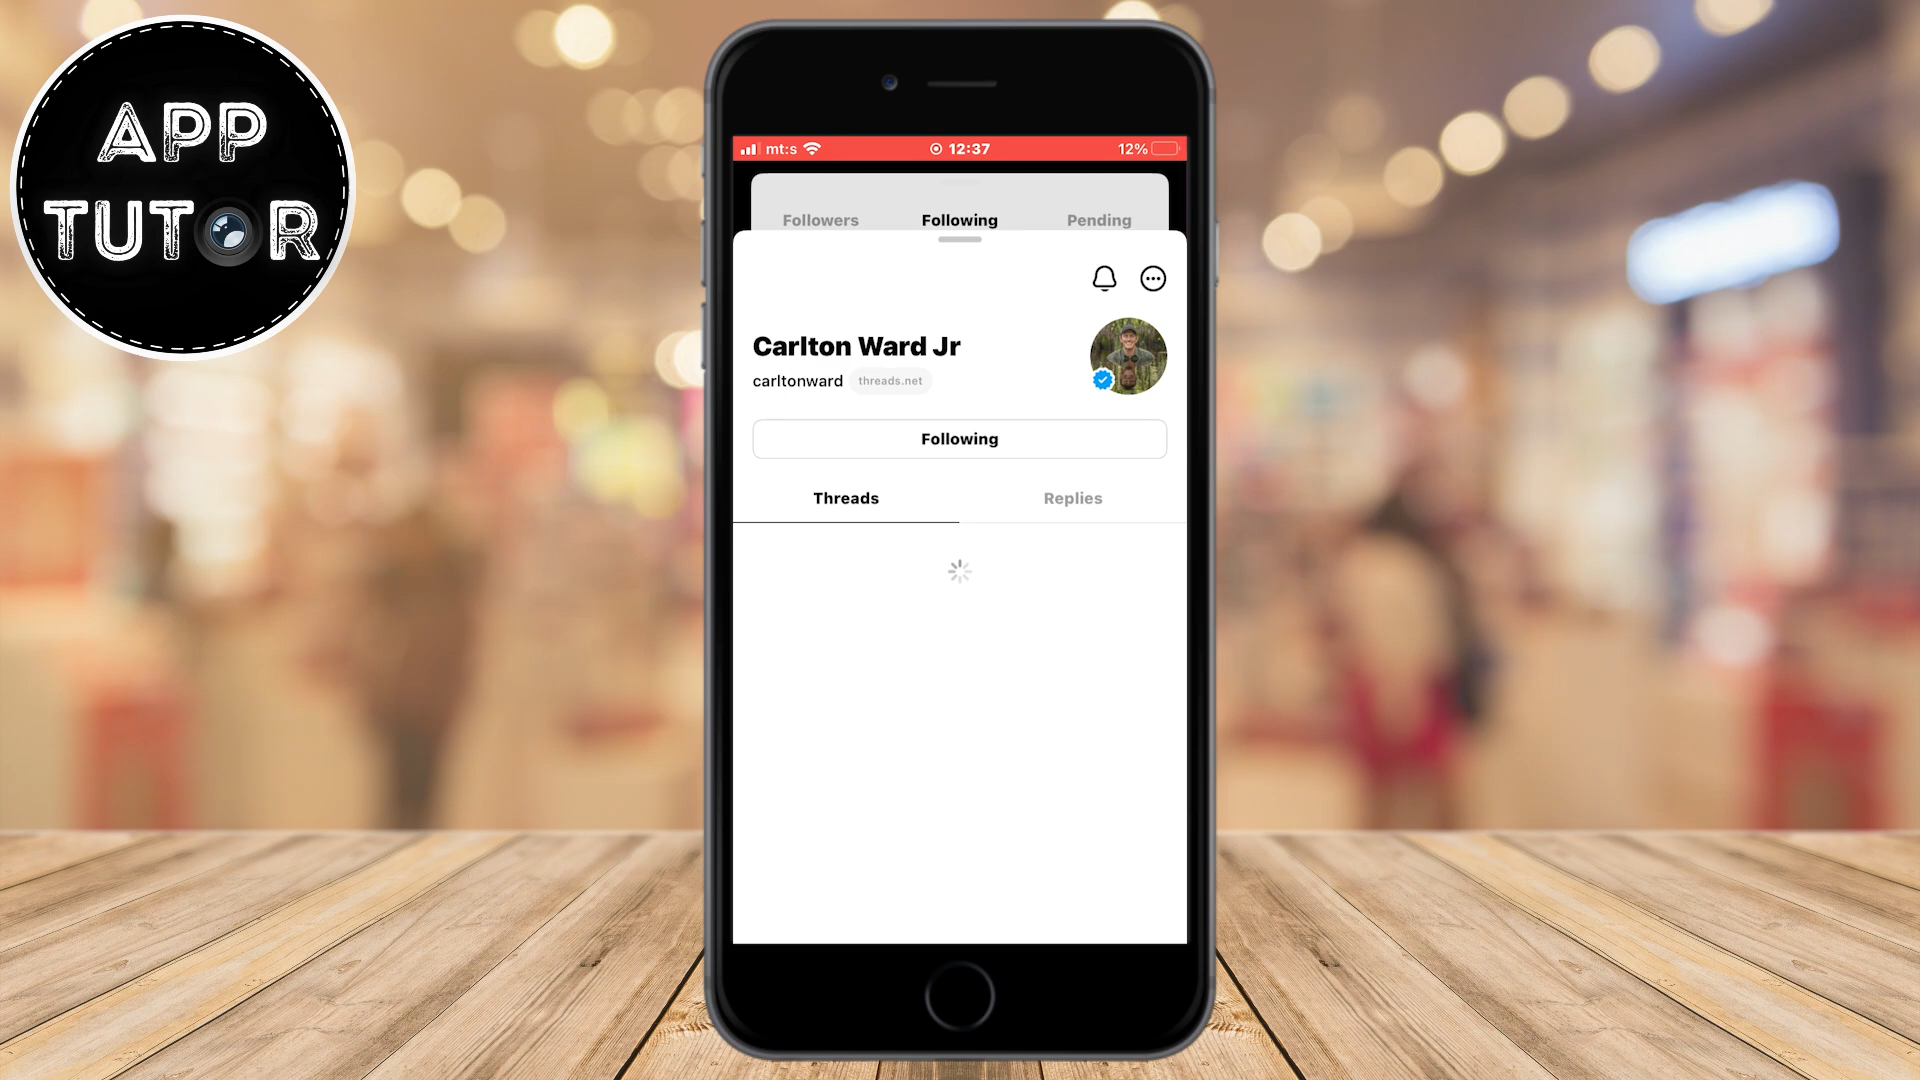 APP
TUTOR
mt:s 12:37 12%
Followers Following Pending
Carlton Ward Jr
carltonward threads.net
Following
Threads Replies